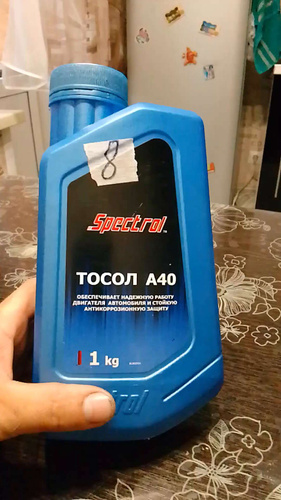 8
Spectrol
ТОСОЛ А40
ОБЕСПЕЧИВАЕТ НАДЕЖНУЮ РАБОТУ
ДВИГАТЕЛЯ АВТОМОБИЛЯ И СТОЙКУЮ
АНТИКОРРОЗИОННУЮ ЗАЩИТУ
1 kg